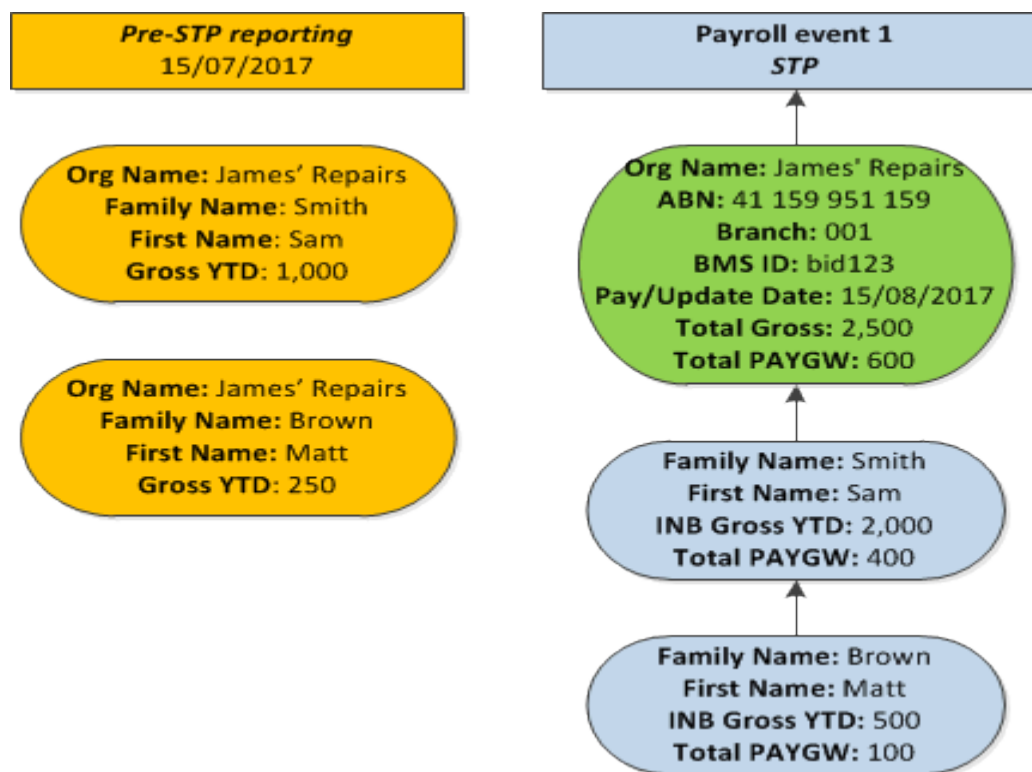 Pre-STP reporting
15/07/2017
Org Name: James’ Repairs
Family Name: Smith
First Name: Sam
Gross YTD: 1,000
Org Name: James’ Repairs
Family Name: Brown
First Name: Matt
Gross YTD: 250
Payroll event 1
STP
Org Name: James' Repairs
ABN: 41 159 951 159
Branch: 001
BMS ID: bid123
Pay/Update Date: 15/08/2017
Total Gross: 2,500
Total PAYGW: 600
Family Name: Smith
First Name: Sam
INB Gross YTD: 2,000
Total PAYGW: 400
Family Name: Brown
First Name: Matt
INB Gross YTD: 500
Total PAYGW: 100